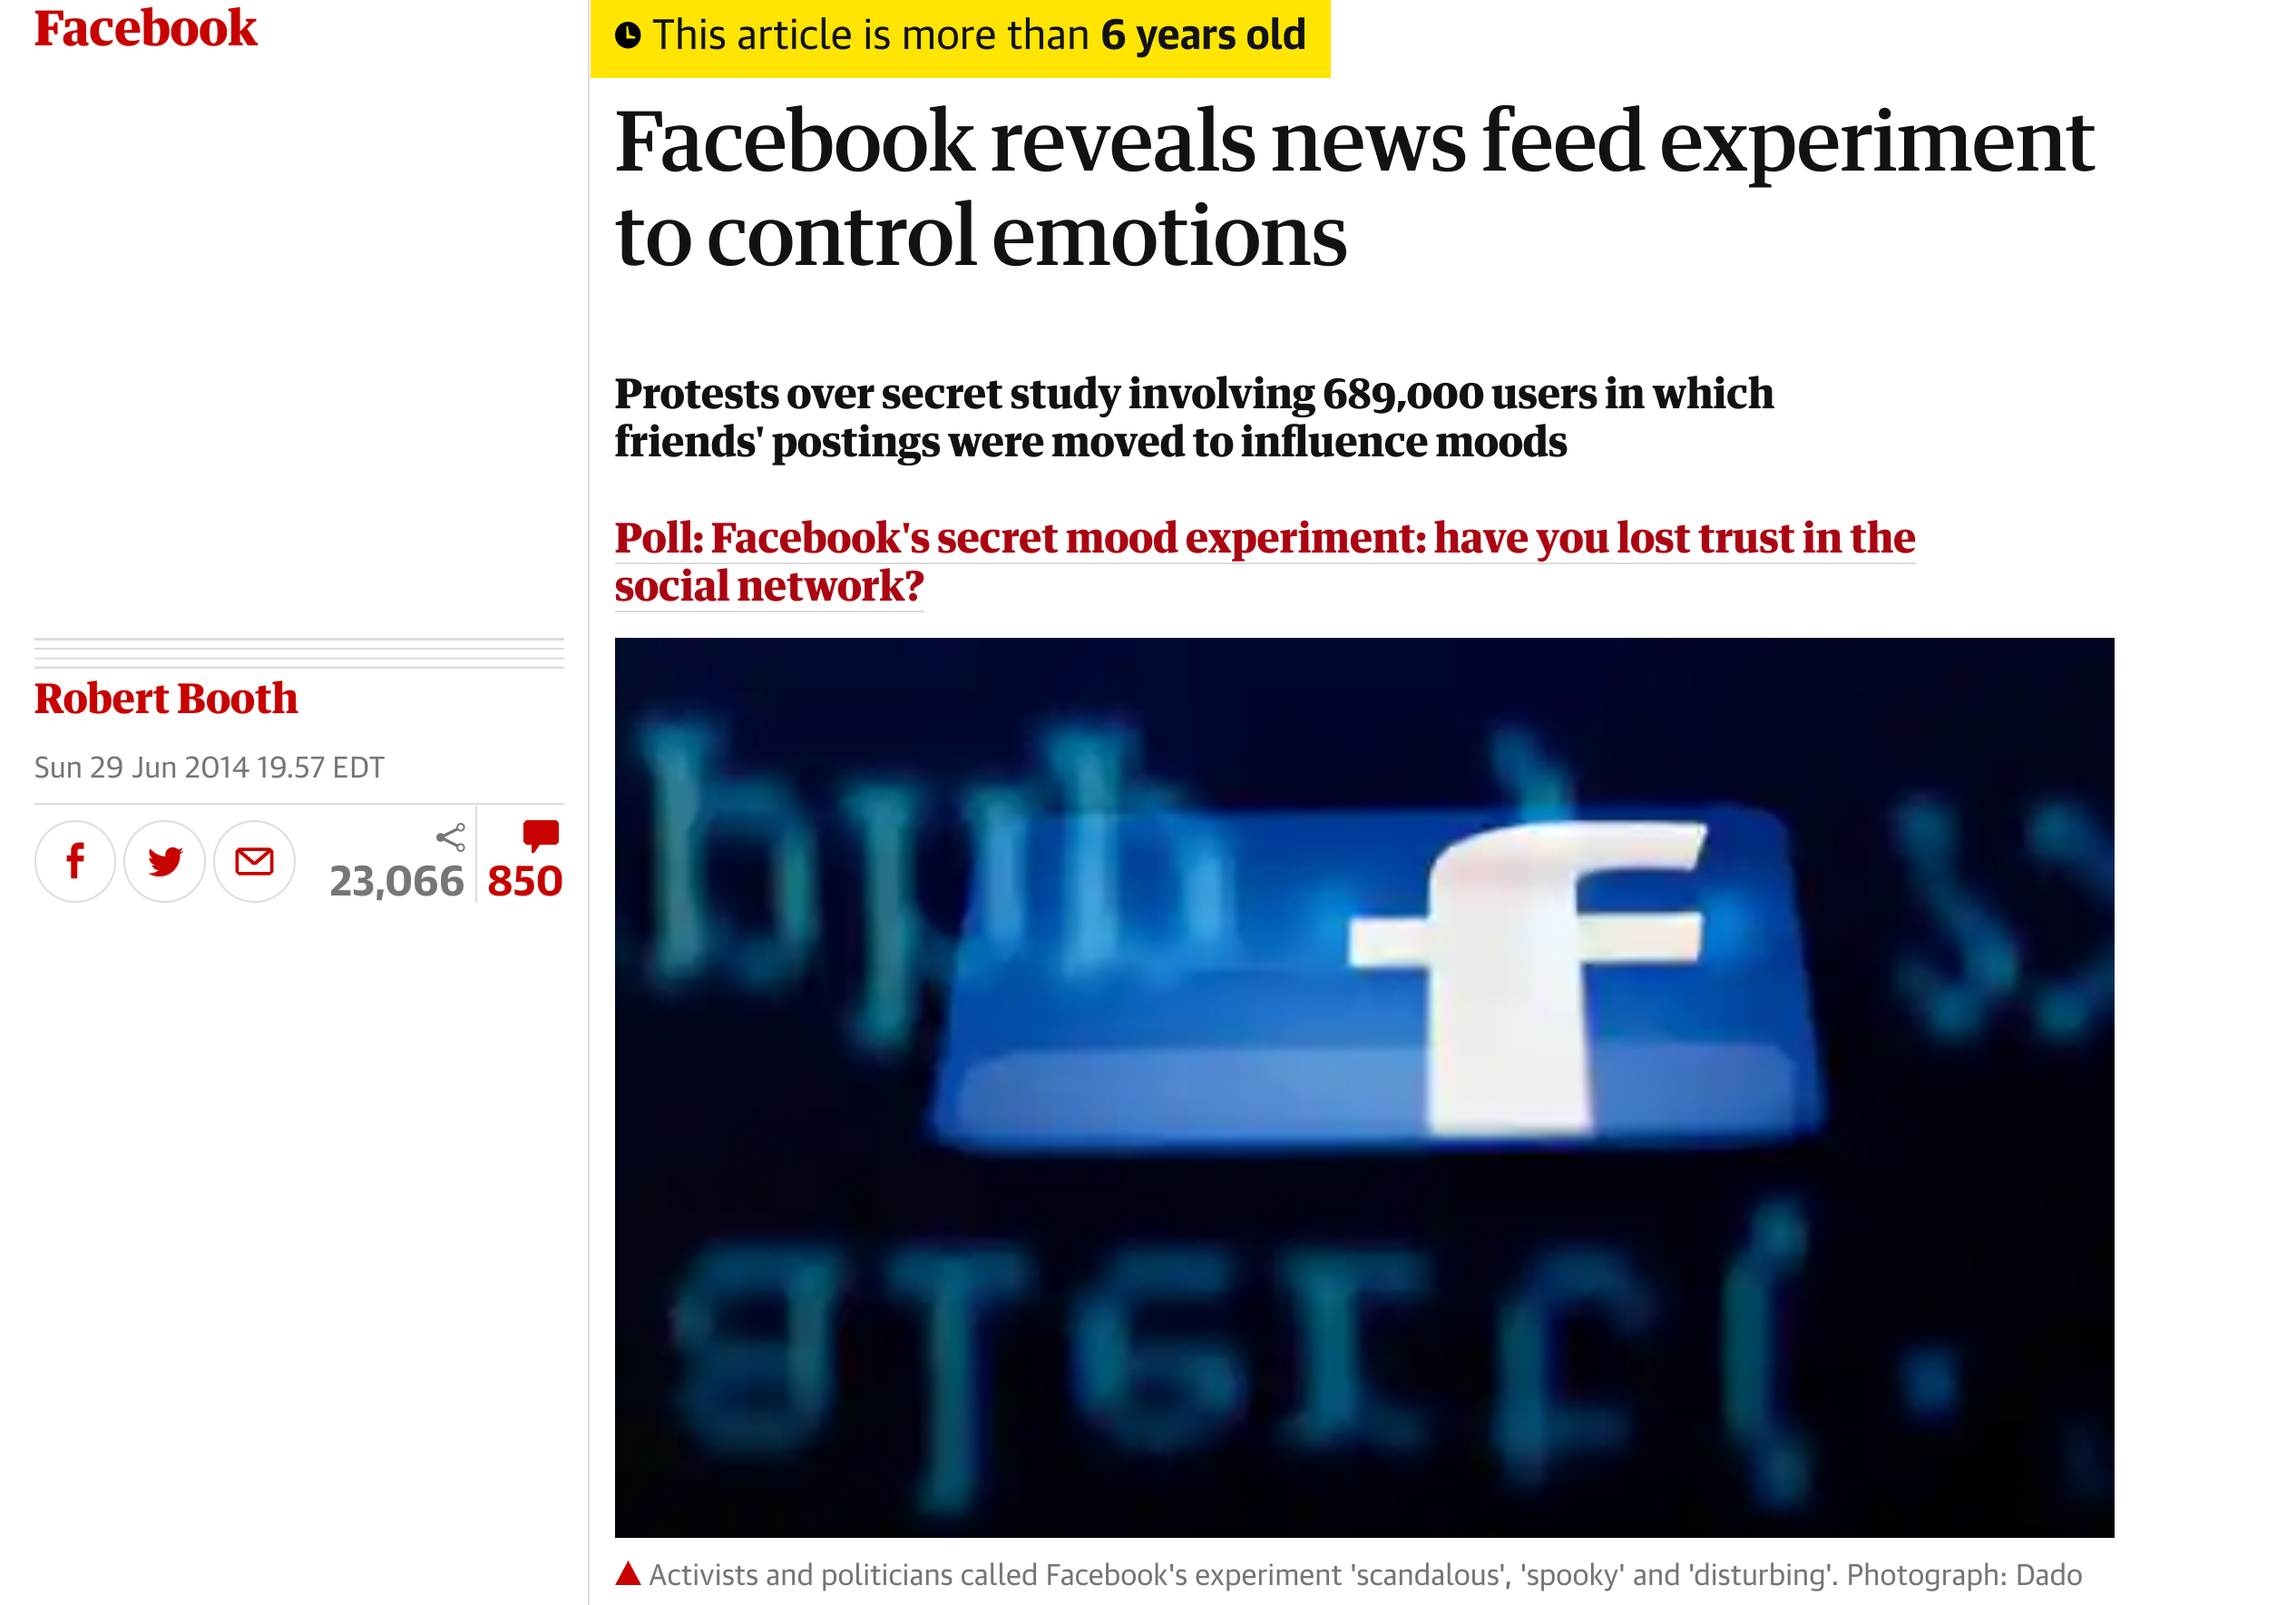 Facebook
This article is more than 6 years old
Facebook reveals news feed experiment
to control emotions
Protests over secret study involving 689,000 users in which
friends' postings were moved to influence moods
Poll: Facebook's secret mood experiment: have you lost trust in the
social network?
Robert Booth
Sun 29 Jun 2014 19.57 EDT
23,066 850
f
Activists and politicians called Facebook's experiment 'scandalous', 'spooky' and 'disturbing'. Photograph: Dado